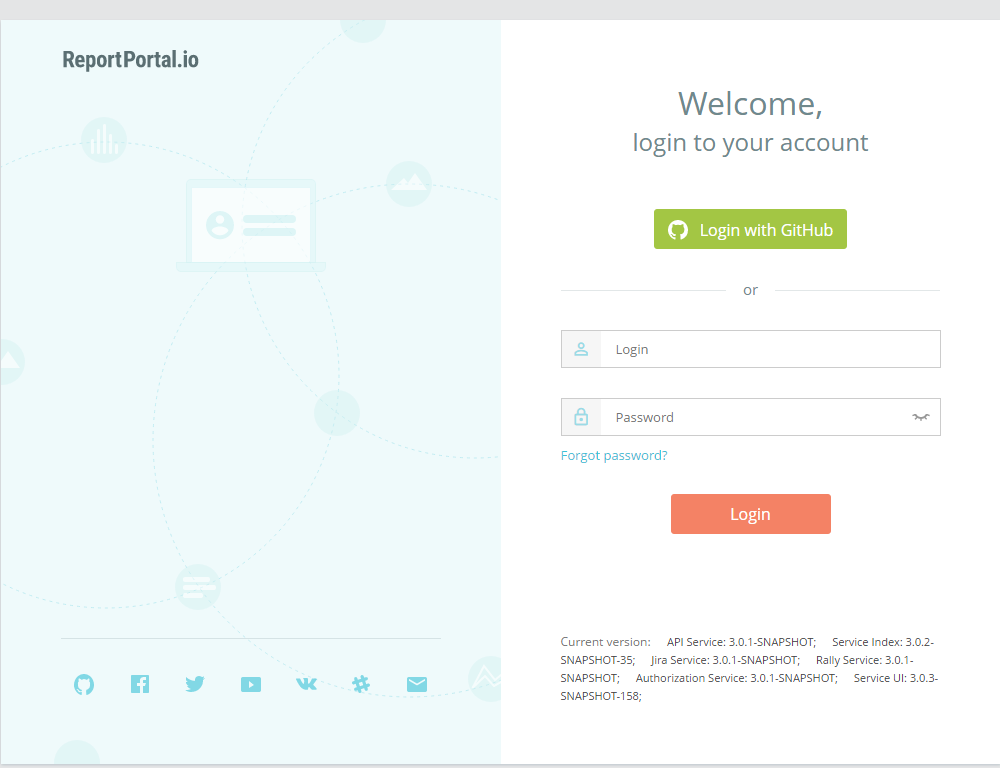 ReportPortal.io
Welcome,
login to your account
Login with GitHub
or
Login
Password
Forgot password?
Login
Current version: API Service: 3.0.1-SNAPSHOT; Service Index: 3.0.2-
SNAPSHOT-35; Jira Service: 3.0.1-SNAPSHOT; Rally Service: 3.0.1-
SNAPSHOT; Authorization Service: 3.0.1-SNAPSHOT; Service UI: 3.0.3-
SNAPSHOT-158;